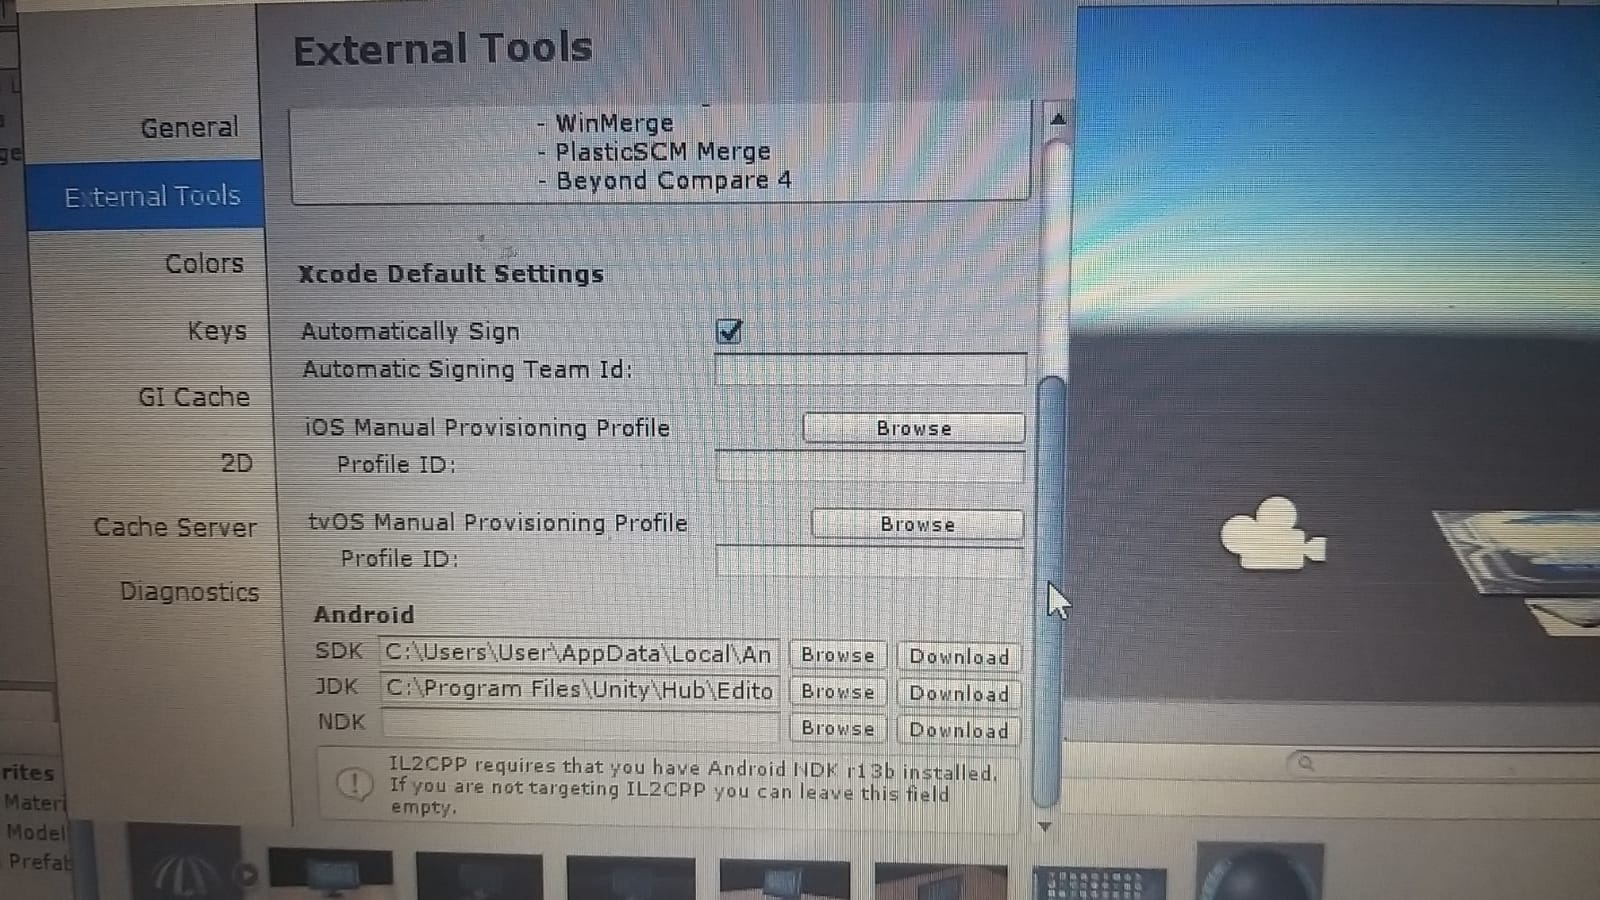 External Tools
General
External Tools
Colors
Keys
GI Cache
2D
Cache Server
Diagnostics
- WinMerge
- PlasticSCM Merge
- Beyond Compare 4
Xcode Default Settings
Automatically Sign
Automatic Signing Team Id:
iOS Manual Provisioning Profile
Browse
Profile ID:
tvOS Manual Provisioning Profile
Browse
Profile ID:
Android
SDK C:\Users\User\AppData\Local\An Browse Download
JDK C:\Program Files\Unity\Hub\Edito Browse Download
NDK Browse Download
IL2CPP requires that you have Android NDK r13b installed.
If you are not targeting IL2CPP you can leave this field
empty.
rites
Materi
Model
Prefab